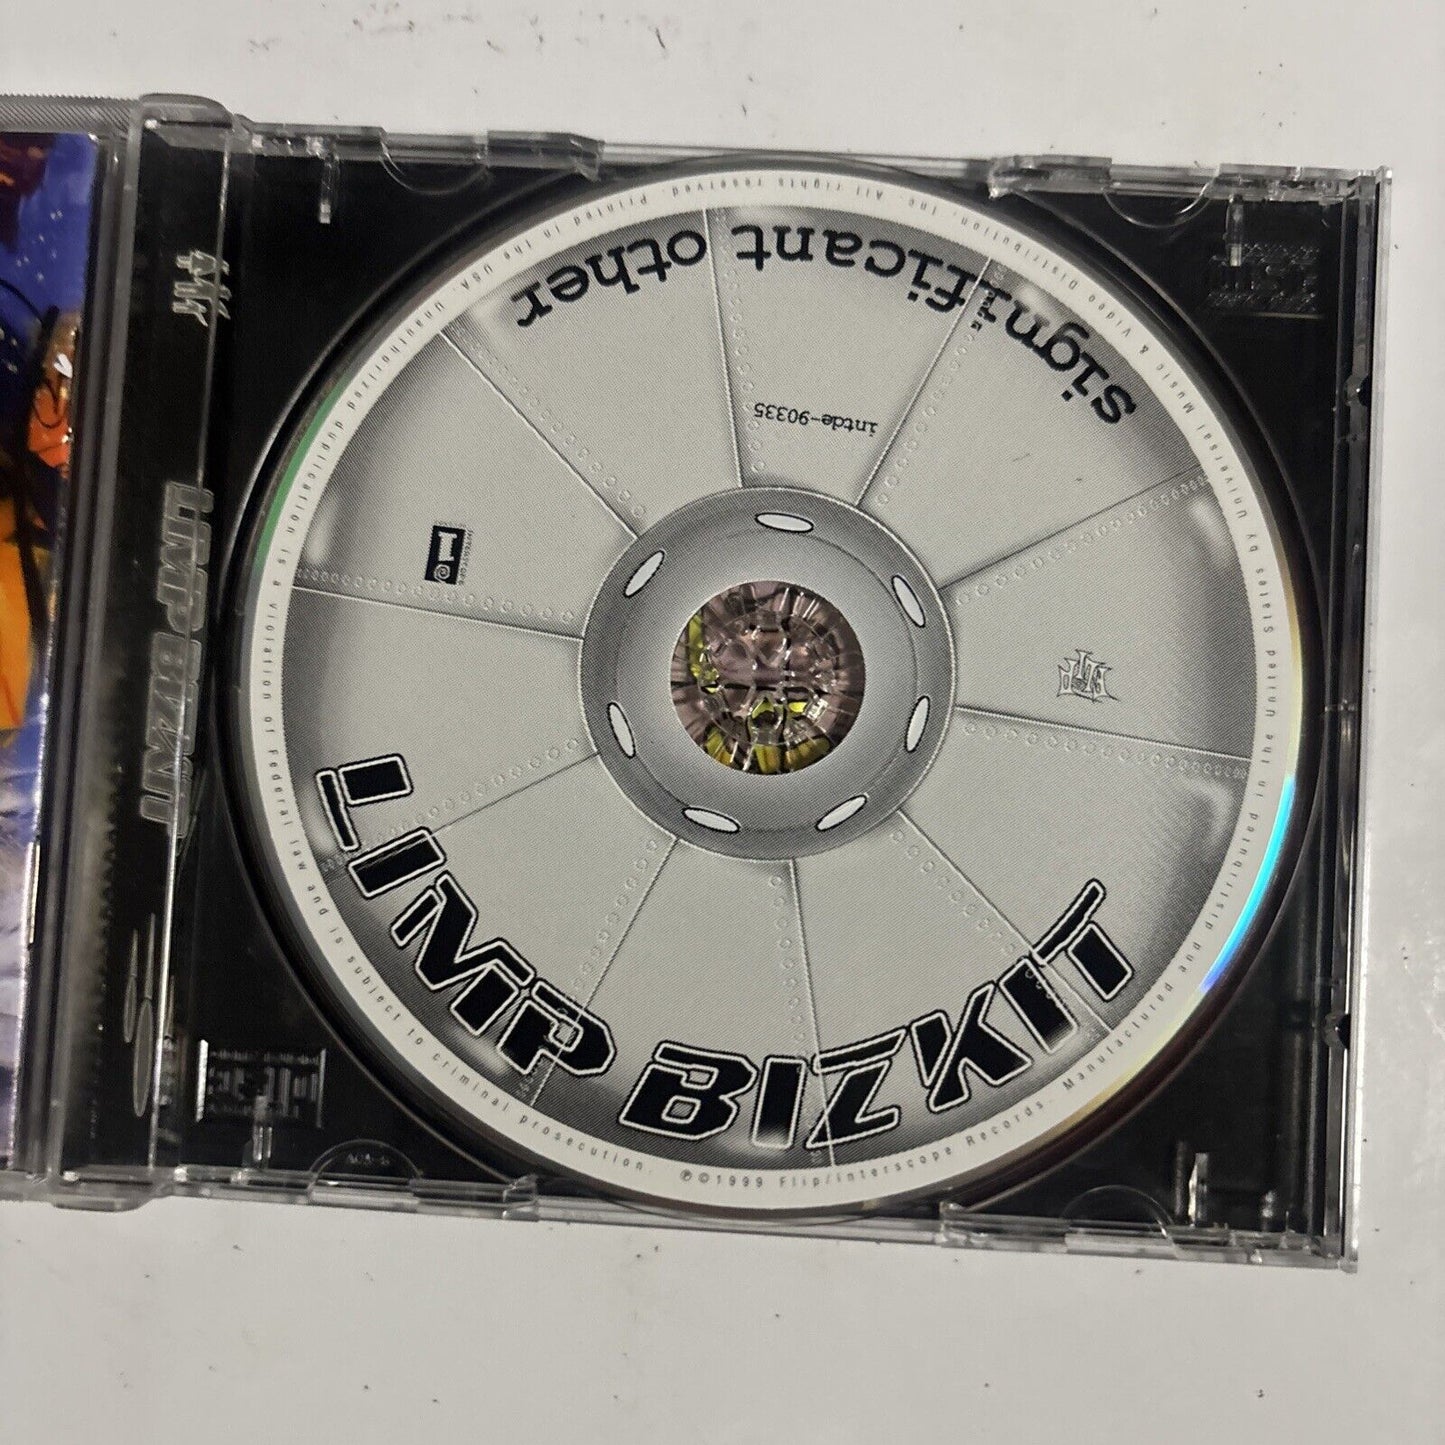 significant other
intde-90335
INTERSCOPE
FLIP
LIMP BIZKIT
℗©1999 Flip/Interscope Records. Manufactured and distributed in the United States by Universal Music & Video Distribution, Inc. All rights reserved. Printed in the USA. Unauthorized duplication is a violation of Federal law and is subject to criminal prosecution.
LIMP BIZKIT